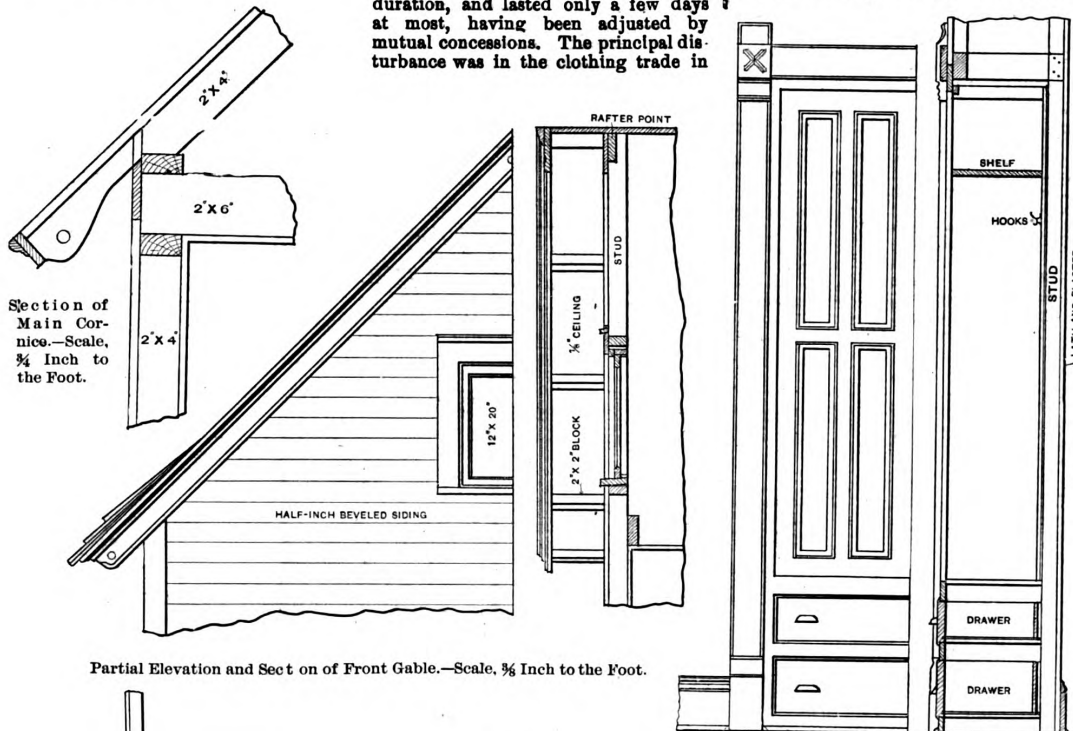 duration, and lasted only a few days
at most, having been adjusted by
mutual concessions. The principal dis-
turbance was in the clothing trade in
2" X 4"
2" X 6"
2" X 4"
Section of
Main Cor-
nice.—Scale,
¾ Inch to
the Foot.
RAFTER POINT
STUD
⅞" CEILING
2" X 2" BLOCK
12" X 20"
HALF-INCH BEVELED SIDING
Partial Elevation and Sect on of Front Gable.—Scale, ⅜ Inch to the Foot.
SHELF
HOOKS
STUD
DRAWER
DRAWER